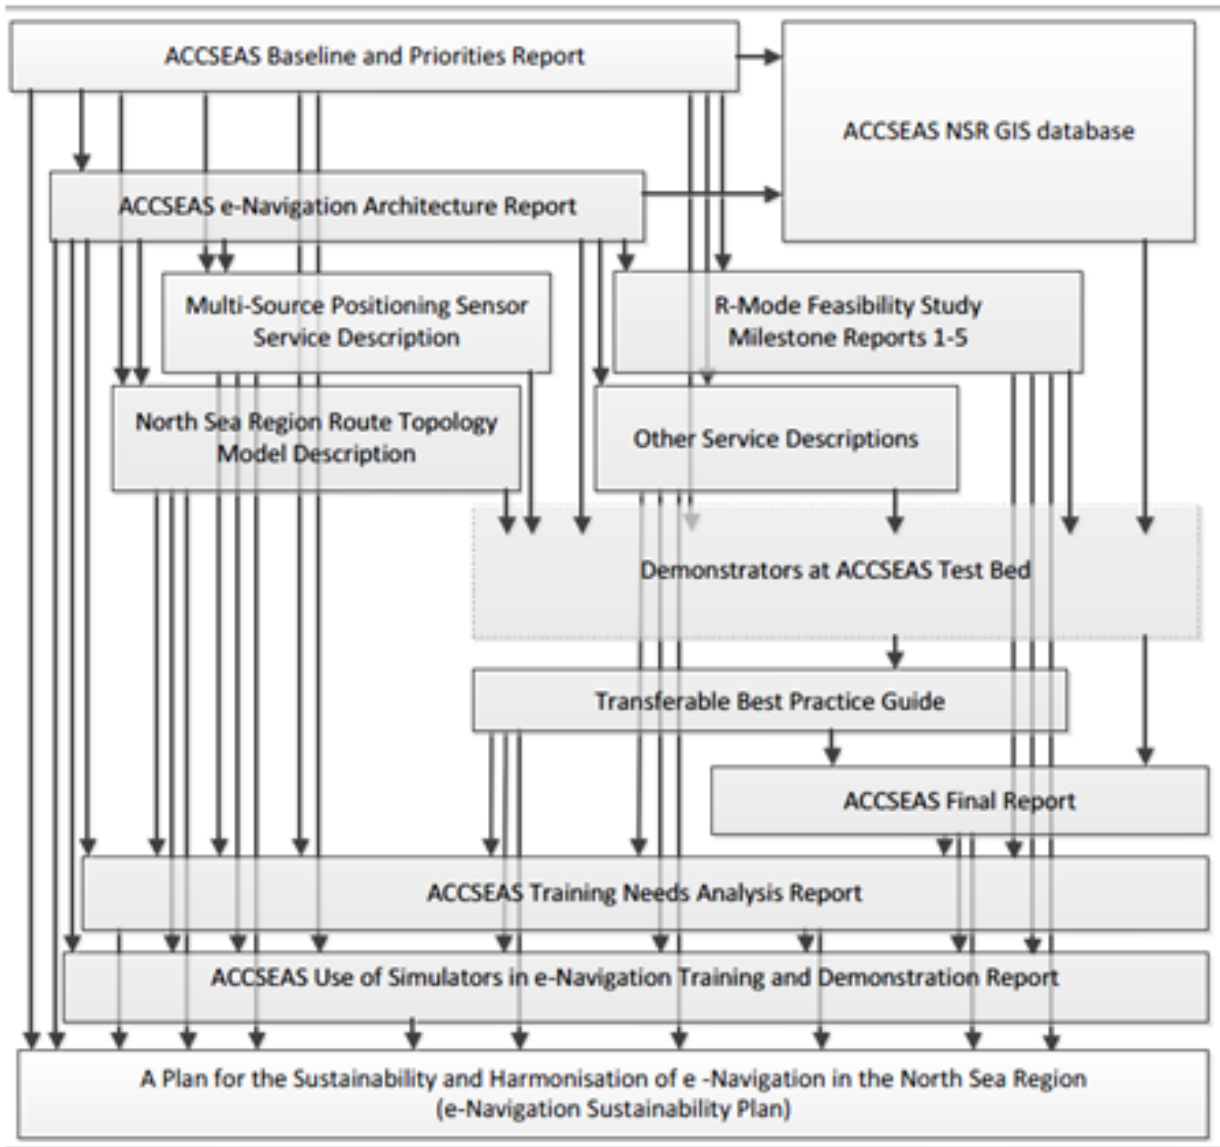 ACCSEAS Baseline and Priorities Report
ACCSEAS NSR GIS database
ACCSEAS e-Navigation Architecture Report
Multi-Source Positioning Sensor
Service Description
R-Mode Feasibility Study
Milestone Reports 1-5
North Sea Region Route Topology
Model Description
Other Service Descriptions
Demonstrators at ACCSEAS Test Bed
Transferable Best Practice Guide
ACCSEAS Final Report
ACCSEAS Training Needs Analysis Report
ACCSEAS Use of Simulators in e-Navigation Training and Demonstration Report
A Plan for the Sustainability and Harmonisation of e -Navigation in the North Sea Region
(e-Navigation Sustainability Plan)